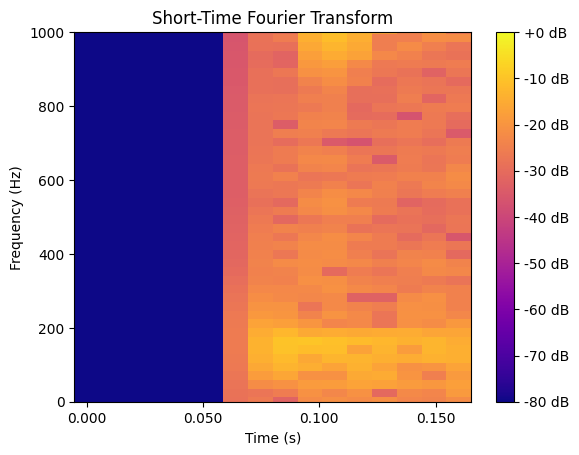 Short-Time Fourier Transform
1000
800
600
400
200
0
Frequency (Hz)
0.000
0.050
0.100
0.150
Time (s)
+0 dB
-10 dB
-20 dB
-30 dB
-40 dB
-50 dB
-60 dB
-70 dB
-80 dB